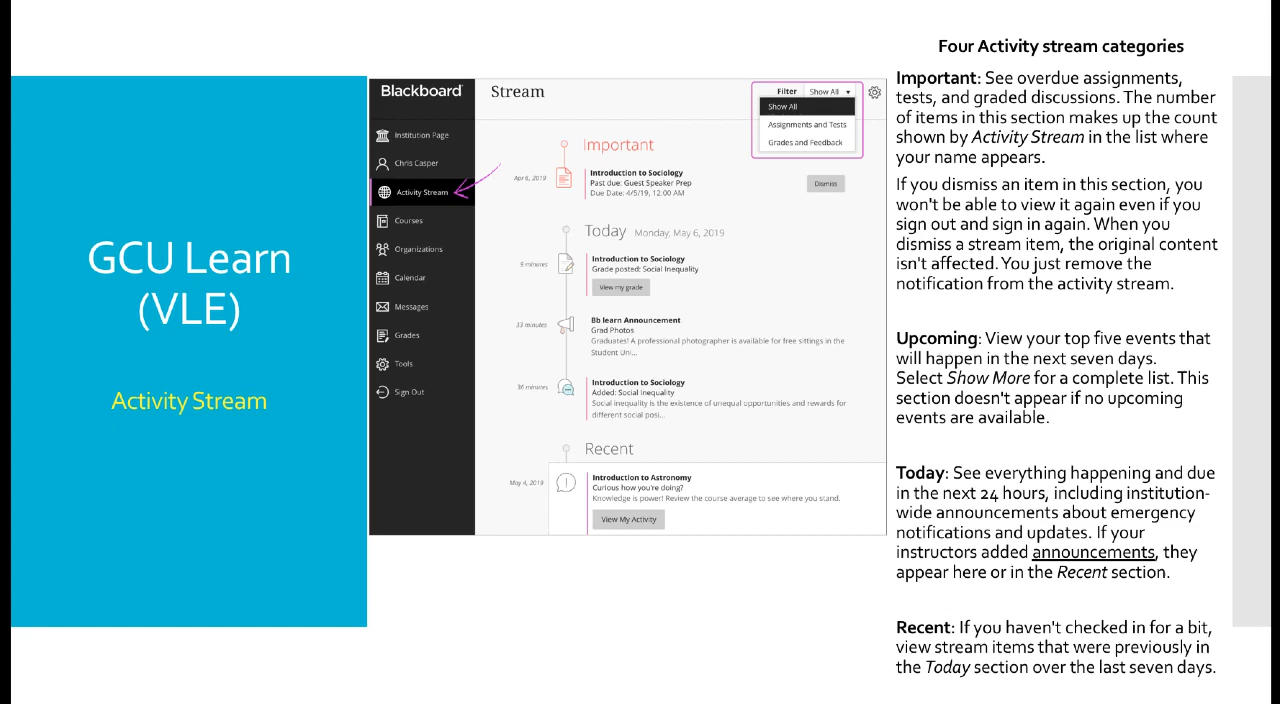 GCU Learn
(VLE)
Activity Stream
Blackboard
Institution Page
Chris Casper
Activity Stream
Courses
Organizations
Calendar
Messages
Grades
Tools
Sign Out
Stream
Filter Show All
Show All
Assignments and Tests
Grades and Feedback
Important
Apr 6, 2019
Introduction to Sociology
Past due: Guest Speaker Prep
Due Date: 4/5/19, 12:00 AM
Dismiss
Today Monday, May 6, 2019
9 minutes
Introduction to Sociology
Grade posted: Social Inequality
View my grade
33 minutes
Bb learn Announcement
Grad Photos
Graduates! A professional photographer is available for free sittings in the
Student Uni...
36 minutes
Introduction to Sociology
Added: Social Inequality
Social inequality is the existence of unequal opportunities and rewards for
different social posi...
Recent
May 4, 2019
Introduction to Astronomy
Curious how you're doing?
Knowledge is power! Review the course average to see where you stand.
View My Activity
Four Activity stream categories
Important: See overdue assignments,
tests, and graded discussions. The number
of items in this section makes up the count
shown by Activity Stream in the list where
your name appears.
If you dismiss an item in this section, you
won't be able to view it again even if you
sign out and sign in again. When you
dismiss a stream item, the original content
isn't affected. You just remove the
notification from the activity stream.
Upcoming: View your top five events that
will happen in the next seven days.
Select Show More for a complete list. This
section doesn't appear if no upcoming
events are available.
Today: See everything happening and due
in the next 24 hours, including institution-
wide announcements about emergency
notifications and updates. If your
instructors added announcements, they
appear here or in the Recent section.
Recent: If you haven't checked in for a bit,
view stream items that were previously in
the Today section over the last seven days.